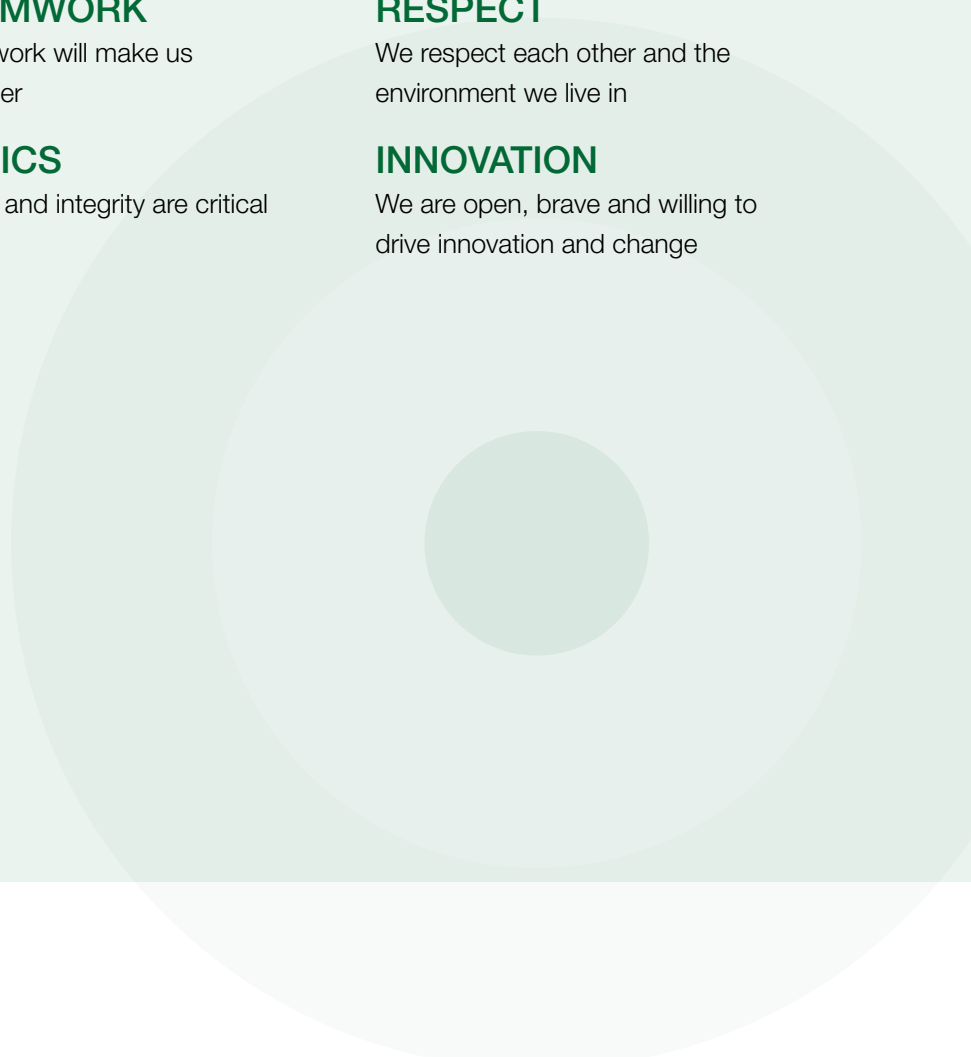 MWORK
work will make us
er
ICS
and integrity are critical
RESPECT
We respect each other and the
environment we live in
INNOVATION
We are open, brave and willing to
drive innovation and change